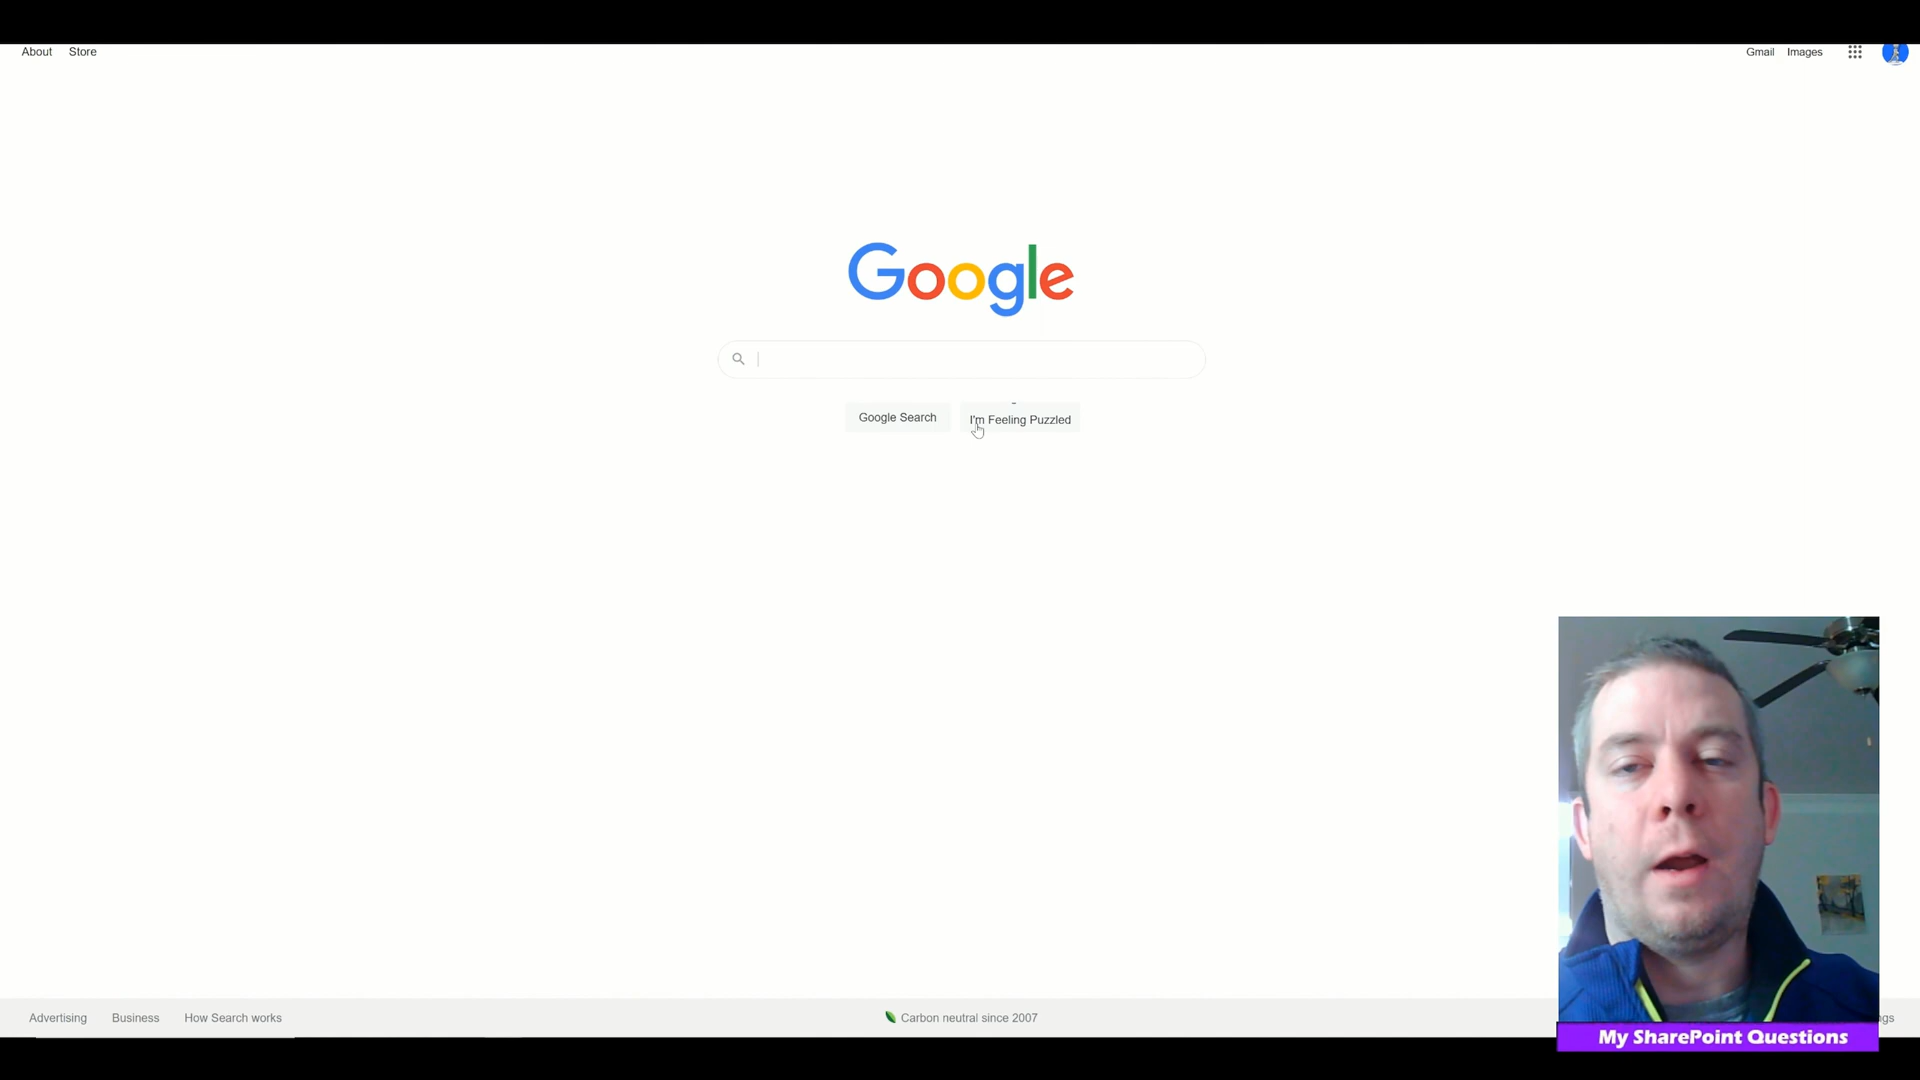 About Store
Gmail Images
Google
Google Search I'm Feeling Puzzled
Advertising Business How Search works
Carbon neutral since 2007
My SharePoint Questions